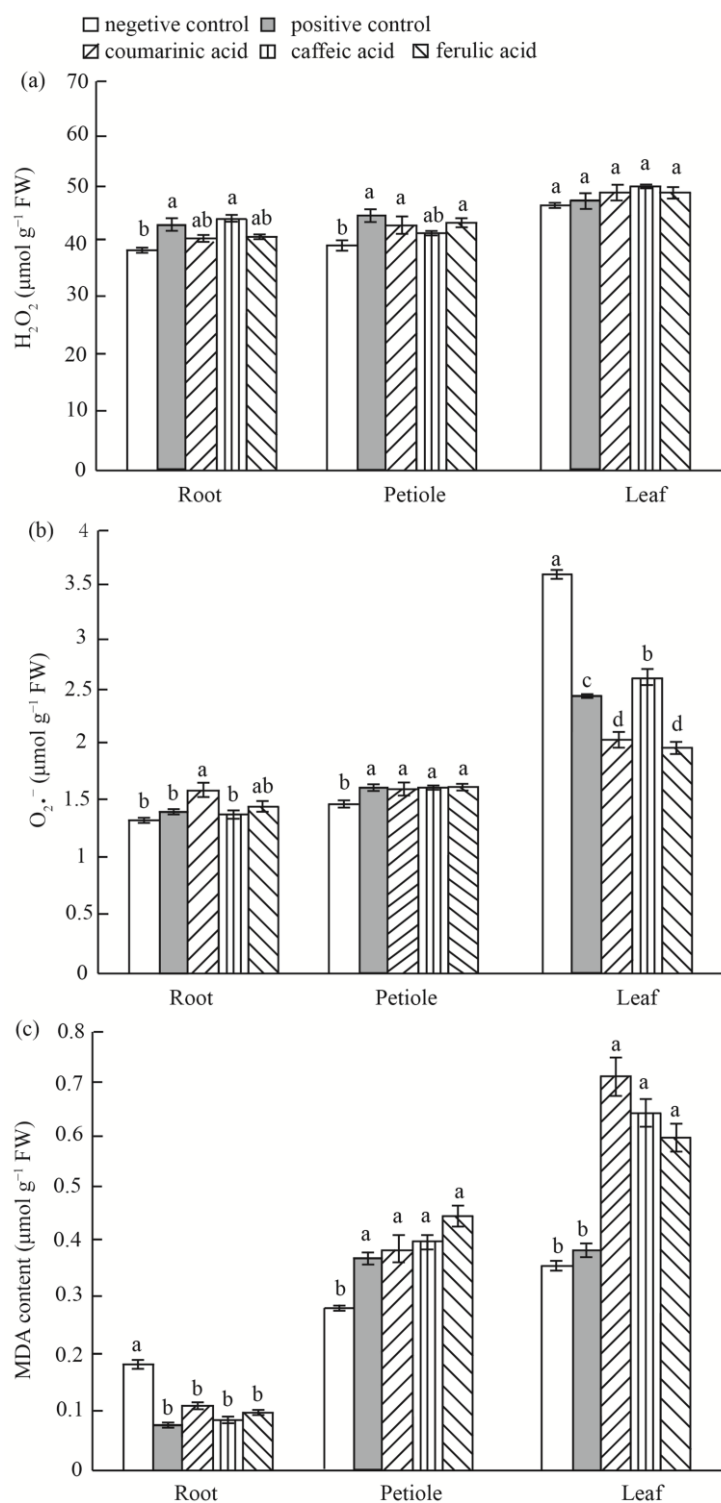 negetive control positive control
coumarinic acid caffeic acid ferulic acid
(a)
70
60
50
40
30
20
10
0
H₂O₂ (μmol g⁻¹ FW)
b a ab a ab
b a a ab a
a a a a a
Root Petiole Leaf
(b)
4
3.5
3
2.5
2
1.5
1
0.5
0
O₂•⁻ (μmol g⁻¹ FW)
b b a b ab
b a a a a
a c d b d
Root Petiole Leaf
(c)
0.8
0.7
0.6
0.5
0.4
0.3
0.2
0.1
0
MDA content (μmol g⁻¹ FW)
a b b b b
b a a a a
b b a a a
Root Petiole Leaf